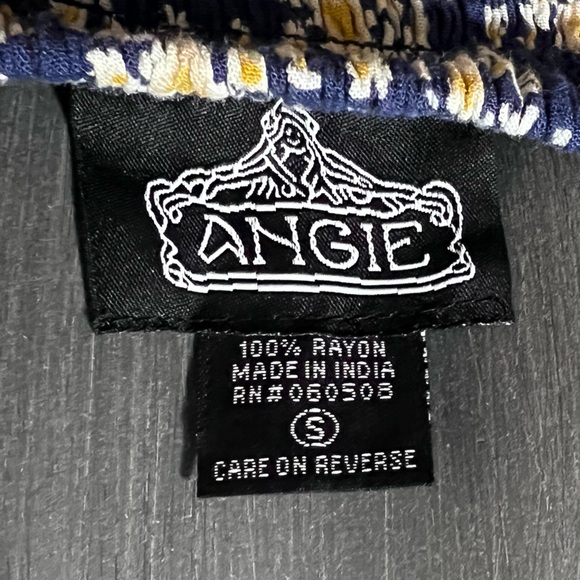 ANGIE
100% RAYON
MADE IN INDIA
RN#060508
S
CARE ON REVERSE